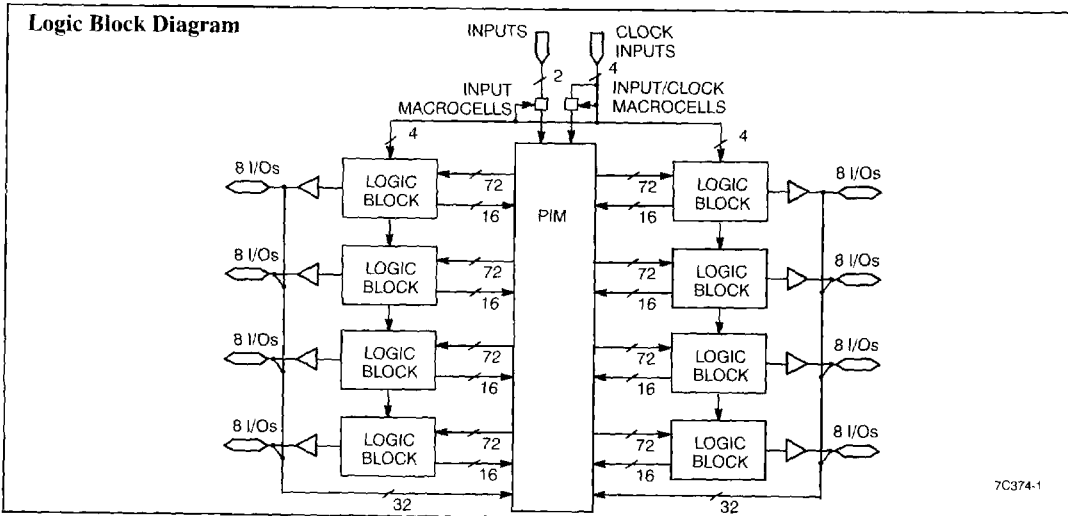 Logic Block Diagram
INPUTS
CLOCK
INPUTS
2
4
INPUT
MACROCELLS
INPUT/CLOCK
MACROCELLS
4
4
8 I/Os
LOGIC
BLOCK
72
16
PIM
72
16
LOGIC
BLOCK
8 I/Os
8 I/Os
LOGIC
BLOCK
72
16
72
16
LOGIC
BLOCK
8 I/Os
8 I/Os
LOGIC
BLOCK
72
16
72
16
LOGIC
BLOCK
8 I/Os
8 I/Os
LOGIC
BLOCK
72
16
72
16
LOGIC
BLOCK
8 I/Os
32
32
7C374-1